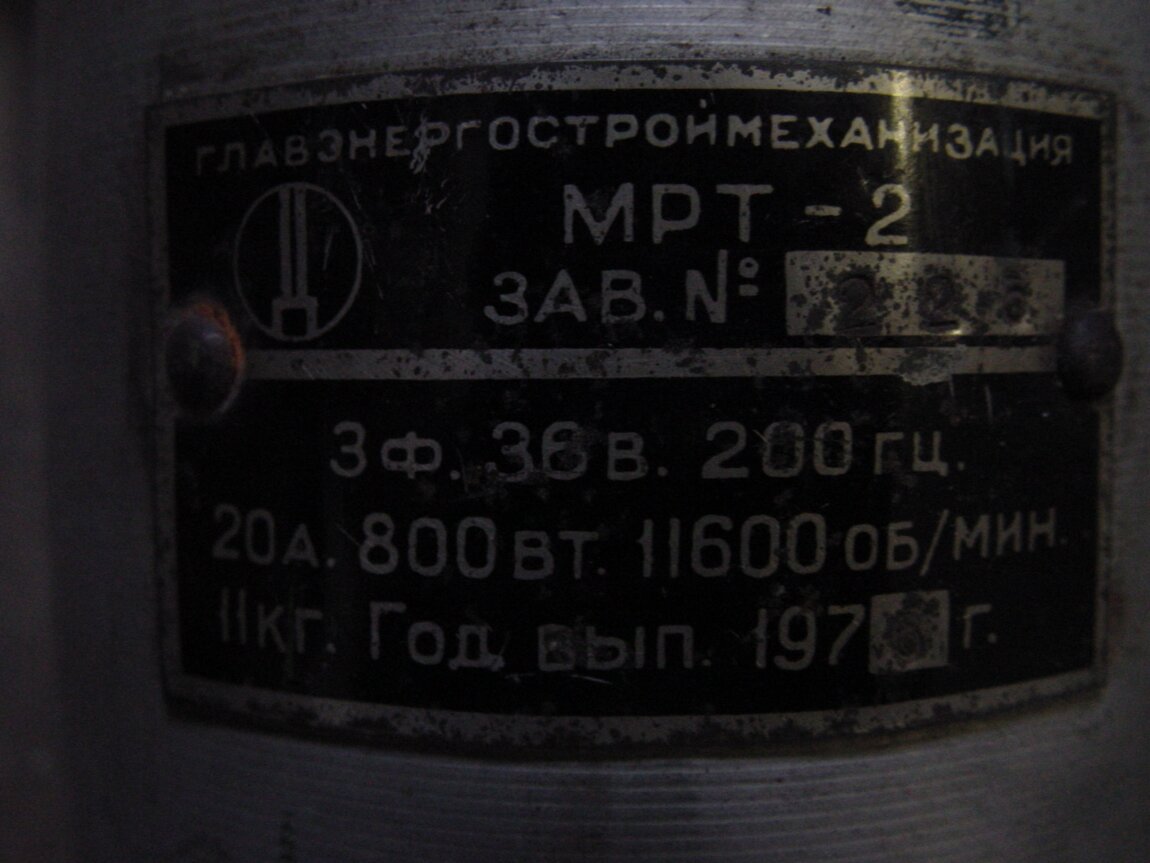 ГЛАВЭНЕРГОСТРОЙМЕХАНИЗАЦИЯ
МРТ - 2
ЗАВ. №
3 ф. 36 в. 200 гц.
20 А. 800 ВТ. 11600 ОБ/МИН.
11 кг. Год вып. 197 г.